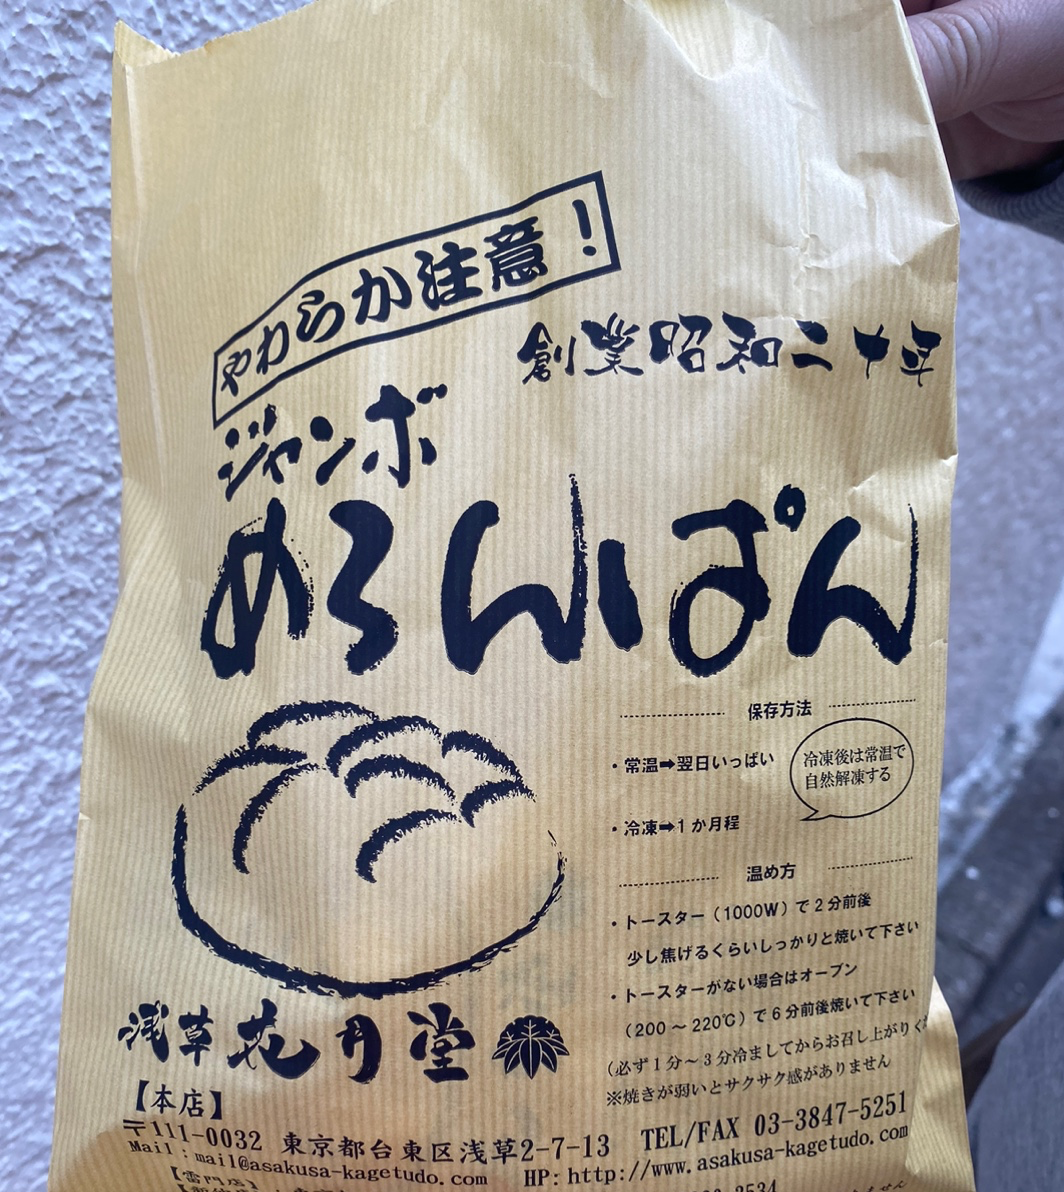 やわらか注意！
創業昭和二十年
ジャンボ
めろんぱん
保存方法
・常温➡翌日いっぱい
冷凍後は常温で
自然解凍する
・冷凍➡1か月程
温め方
・トースター（1000W）で2分前後
少し焦げるくらいしっかりと焼いて下さい
・トースターがない場合はオーブン
（200～220℃）で6分前後焼いて下さい
（必ず1分～3分冷ましてからお召し上がりく
※焼きが弱いとサクサク感がありません
浅草花月堂
【本店】
〒111-0032 東京都台東区浅草2-7-13 TEL/FAX 03-3847-5251
Mail：mail@asakusa-kagetudo.com HP：http://www.asakusa-kagetudo.com
【雷門店】